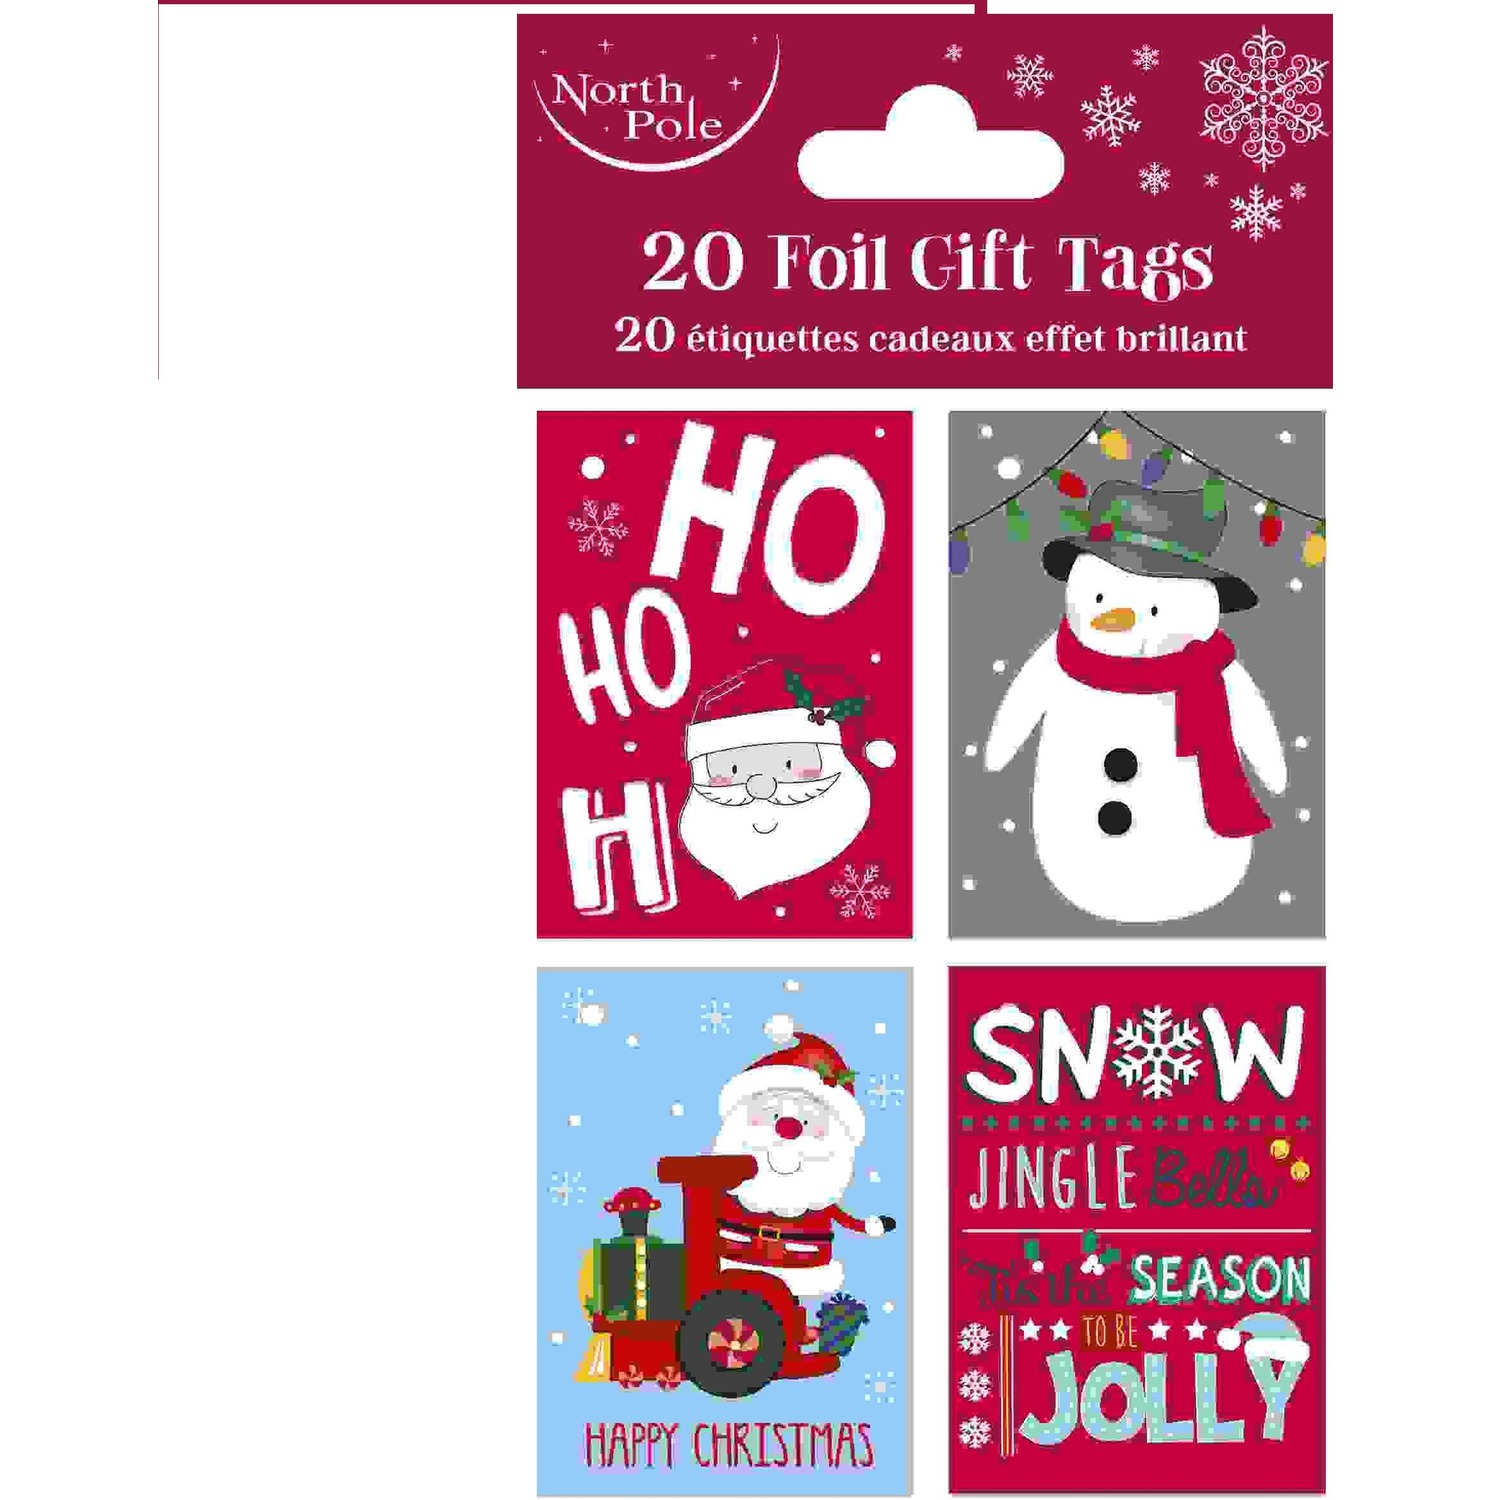 North
Pole
20 Foil Gift Tags
20 étiquettes cadeaux effet brillant
HO
HO
H
SNOW
JINGLE Bells
HAPPY CHRISTMAS
'Tis the SEASON
TO BE
JOLLY